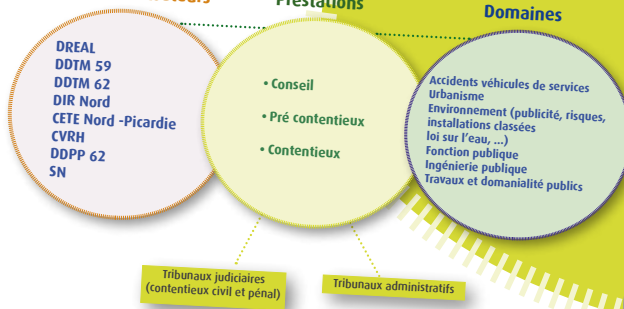 Prestations
Domaines
DREAL
DDTM 59
DDTM 62
DIR Nord
CETE Nord -Picardie
CVRH
DDPP 62
SN
• Conseil
• Pré contentieux
• Contentieux
Accidents véhicules de services
Urbanisme
Environnement (publicité, risques,
installations classées
loi sur l'eau, ...)
Fonction publique
Ingénierie publique
Travaux et domanialité publics
Tribunaux judiciaires
(contentieux civil et pénal)
Tribunaux administratifs